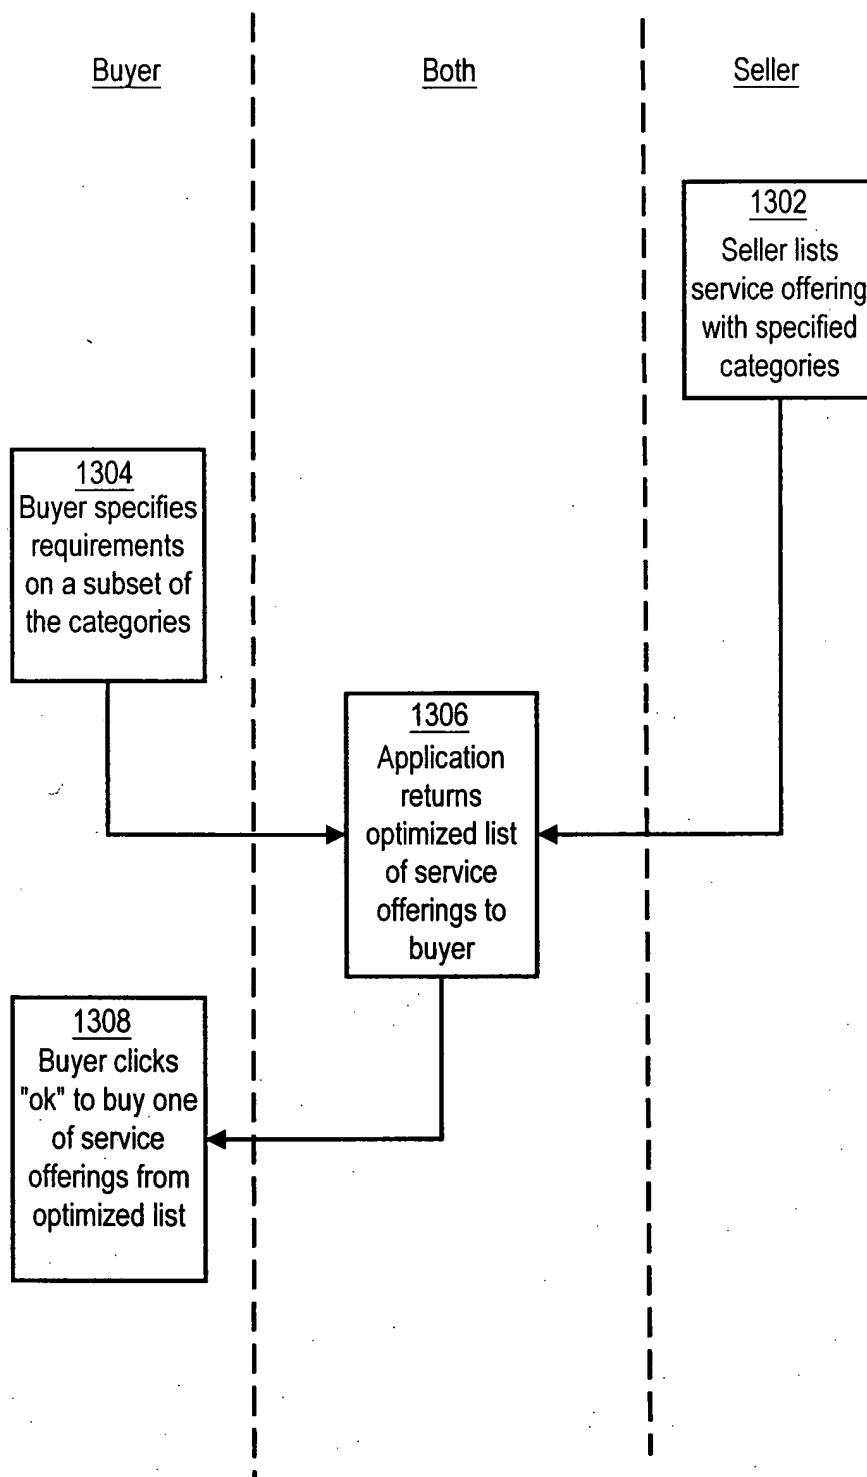 Buyer
Both
Seller
1302
Seller lists
service offering
with specified
categories
1304
Buyer specifies
requirements
on a subset of
the categories
1306
Application
returns
optimized list
of service
offerings to
buyer
1308
Buyer clicks
"ok" to buy one
of service
offerings from
optimized list